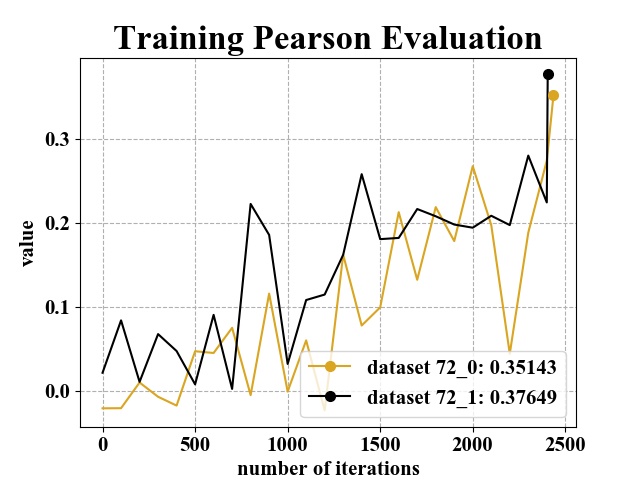 Training Pearson Evaluation
value
0.3
0.2
0.1
0.0
dataset 72_0: 0.35143
dataset 72_1: 0.37649
0 500 1000 1500 2000 2500
number of iterations